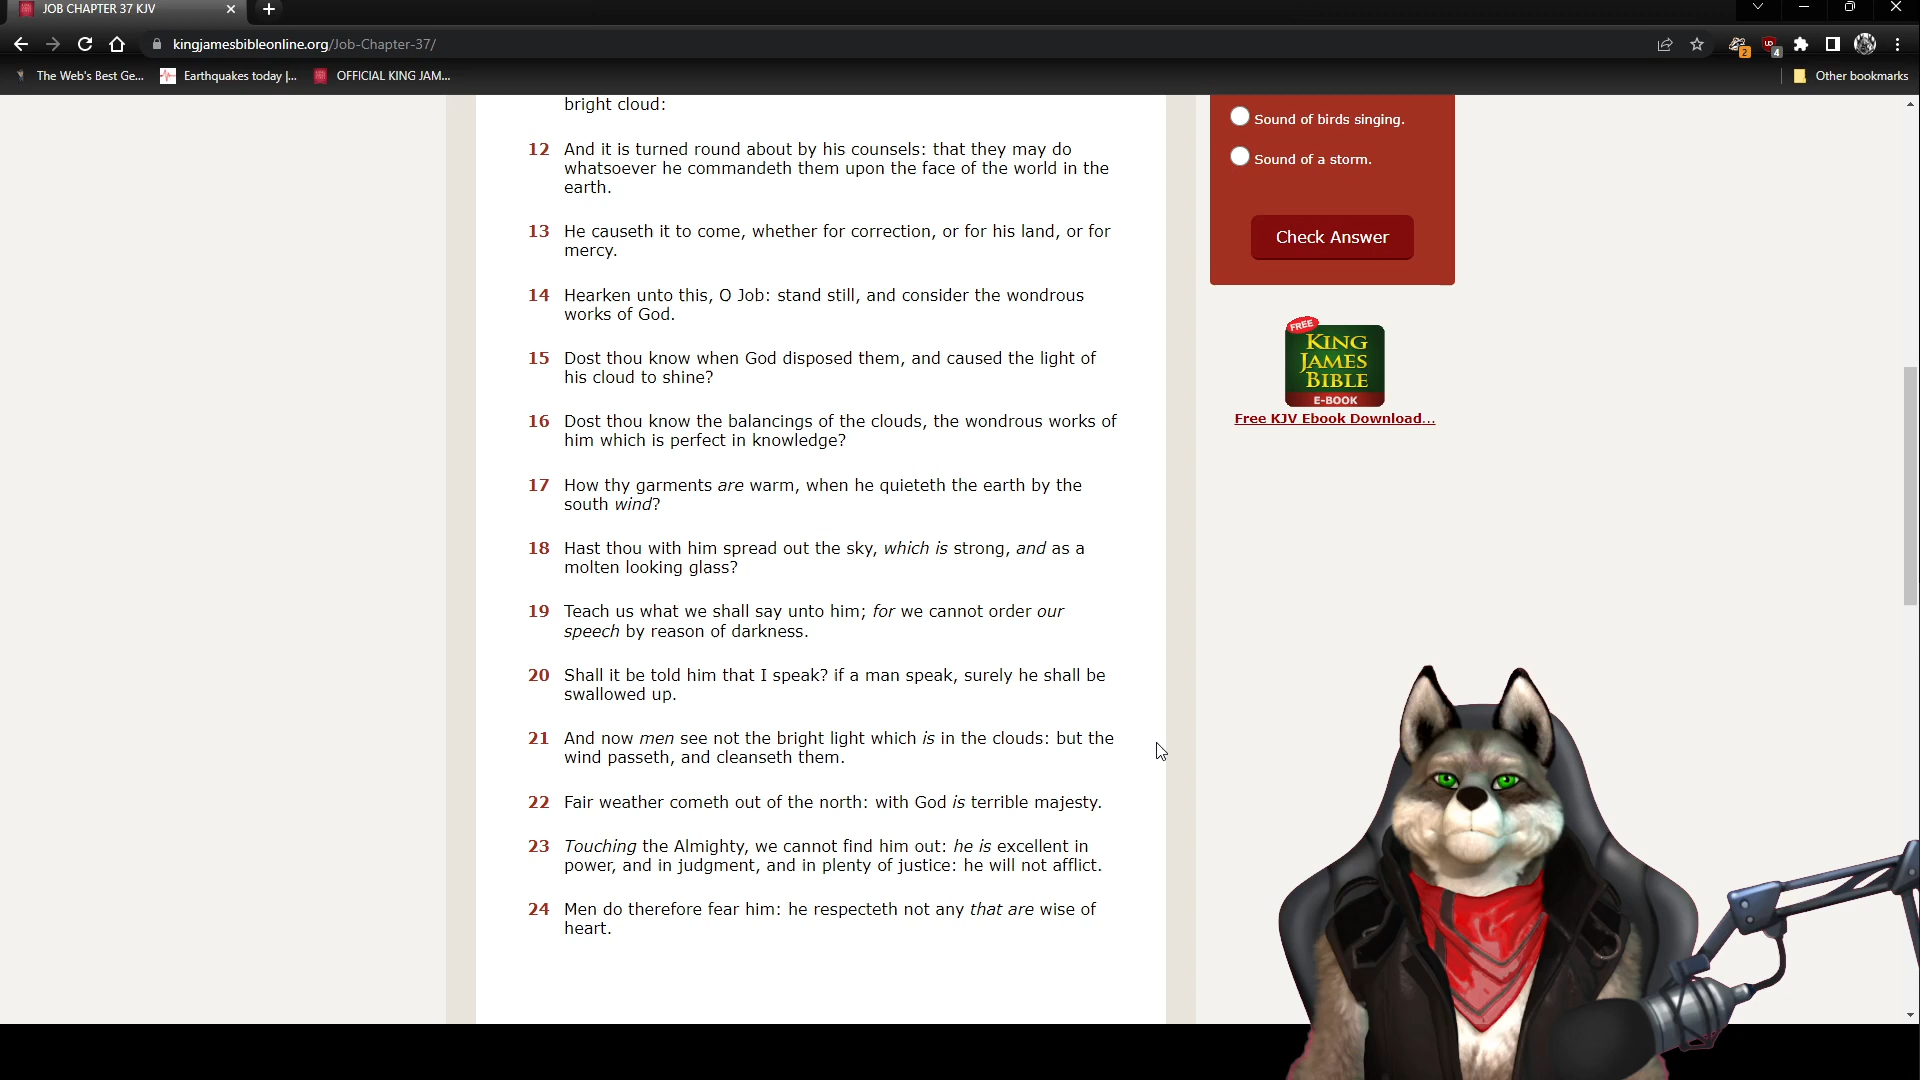 JOB CHAPTER 37 KJV
kingjamesbibleonline.org/Job-Chapter-37/
2
4
The Web's Best Ge...
Earthquakes today |...
OFFICIAL KING JAM...
Other bookmarks
bright cloud:
12 And it is turned round about by his counsels: that they may do
whatsoever he commandeth them upon the face of the world in the
earth.
13 He causeth it to come, whether for correction, or for his land, or for
mercy.
14 Hearken unto this, O Job: stand still, and consider the wondrous
works of God.
15 Dost thou know when God disposed them, and caused the light of
his cloud to shine?
16 Dost thou know the balancings of the clouds, the wondrous works of
him which is perfect in knowledge?
17 How thy garments are warm, when he quieteth the earth by the
south wind?
18 Hast thou with him spread out the sky, which is strong, and as a
molten looking glass?
19 Teach us what we shall say unto him; for we cannot order our
speech by reason of darkness.
20 Shall it be told him that I speak? if a man speak, surely he shall be
swallowed up.
21 And now men see not the bright light which is in the clouds: but the
wind passeth, and cleanseth them.
22 Fair weather cometh out of the north: with God is terrible majesty.
23 Touching the Almighty, we cannot find him out: he is excellent in
power, and in judgment, and in plenty of justice: he will not afflict.
24 Men do therefore fear him: he respecteth not any that are wise of
heart.
Sound of birds singing.
Sound of a storm.
Check Answer
FREE
KING
JAMES
BIBLE
E-BOOK
Free KJV Ebook Download...